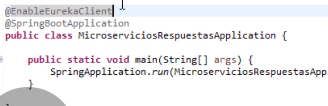 @EnableEurekaClient
@SpringBootApplication
public class MicroserviciosRespuestasApplication {
public static void main(String[] args) {
SpringApplication.run(MicroserviciosRespuestasApp
}